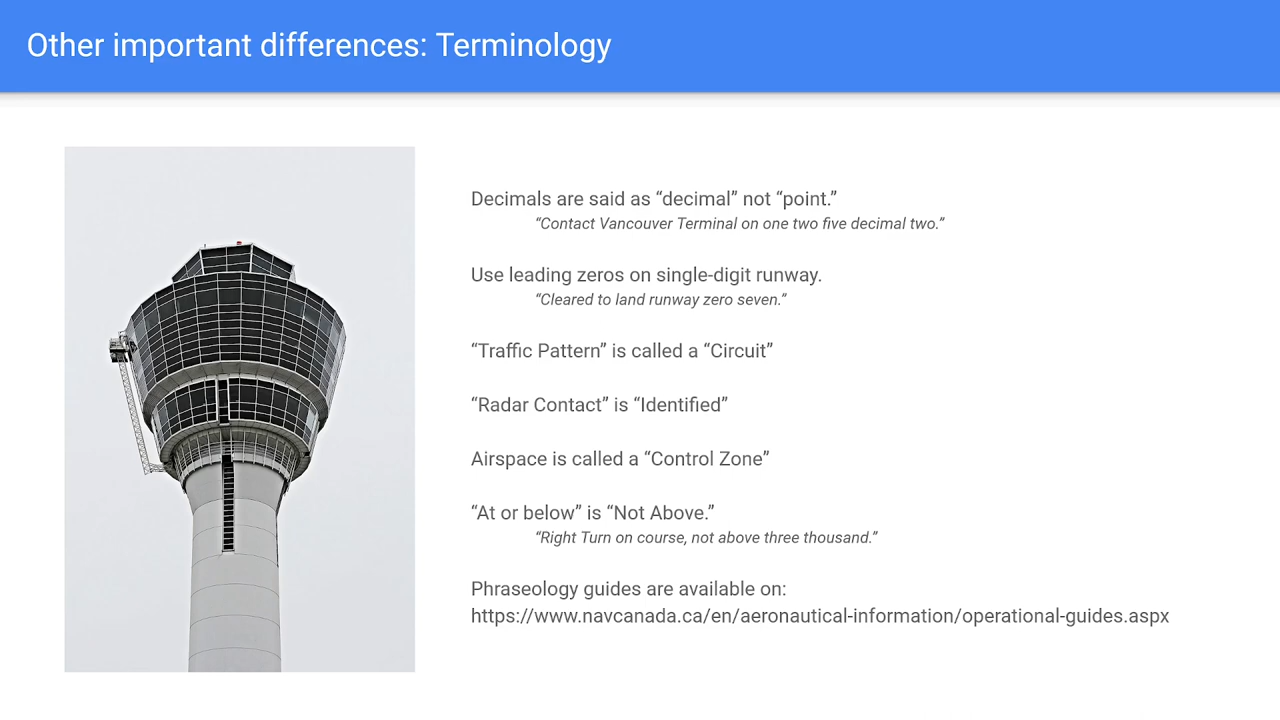 Other important differences: Terminology
Decimals are said as “decimal” not “point.”
“Contact Vancouver Terminal on one two five decimal two.”
Use leading zeros on single-digit runway.
“Cleared to land runway zero seven.”
“Traffic Pattern” is called a “Circuit”
“Radar Contact” is “Identified”
Airspace is called a “Control Zone”
“At or below” is “Not Above.”
“Right Turn on course, not above three thousand.”
Phraseology guides are available on:
https://www.navcanada.ca/en/aeronautical-information/operational-guides.aspx